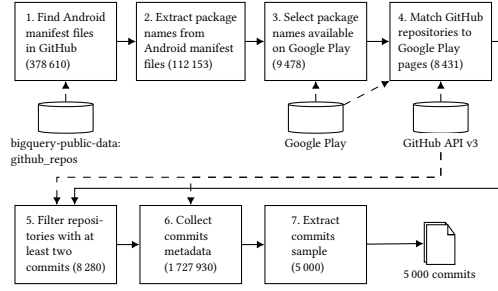 1. Find Android
manifest files
in GitHub
(378 610)
2. Extract package
names from
Android manifest
files (112 153)
3. Select package
names available
on Google Play
(9 478)
4. Match GitHub
repositories to
Google Play
pages (8 431)
bigquery-public-data:
github_repos
Google Play
GitHub API v3
5. Filter reposi-
tories with at
least two
commits (8 280)
6. Collect
commits
metadata
(1 727 930)
7. Extract
commits
sample
(5 000)
5 000 commits